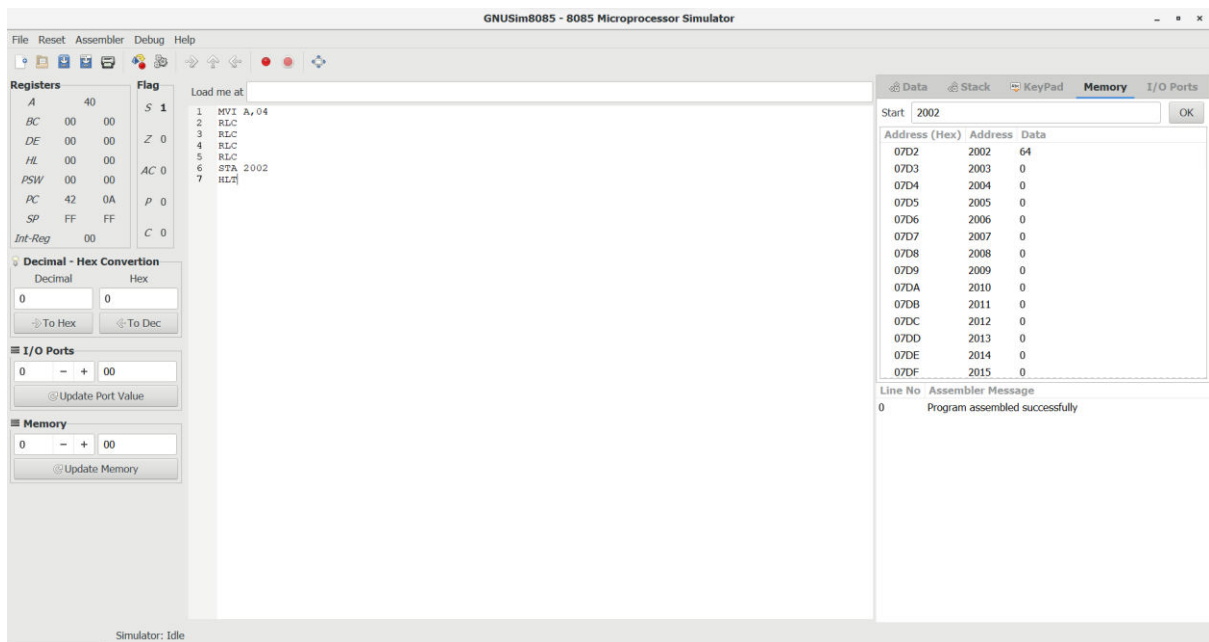 GNUSim8085 - 8085 Microprocessor Simulator
File Reset Assembler Debug Help
Registers
A 40
BC 00 00
DE 00 00
HL 00 00
PSW 00 00
PC 42 0A
SP FF FF
Int-Reg 00
Flag
S 1
Z 0
AC 0
P 0
C 0
Decimal - Hex Convertion
Decimal Hex
0 0
To Hex To Dec
I/O Ports
0 - + 00
Update Port Value
Memory
0 - + 00
Update Memory
Load me at
1 MVI A,04
2 RLC
3 RLC
4 RLC
5 RLC
6 STA 2002
7 HLT
Data Stack KeyPad Memory I/O Ports
Start 2002 OK
Address (Hex) Address Data
07D2 2002 64
07D3 2003 0
07D4 2004 0
07D5 2005 0
07D6 2006 0
07D7 2007 0
07D8 2008 0
07D9 2009 0
07DA 2010 0
07DB 2011 0
07DC 2012 0
07DD 2013 0
07DE 2014 0
07DF 2015 0
Line No Assembler Message
0 Program assembled successfully
Simulator: Idle